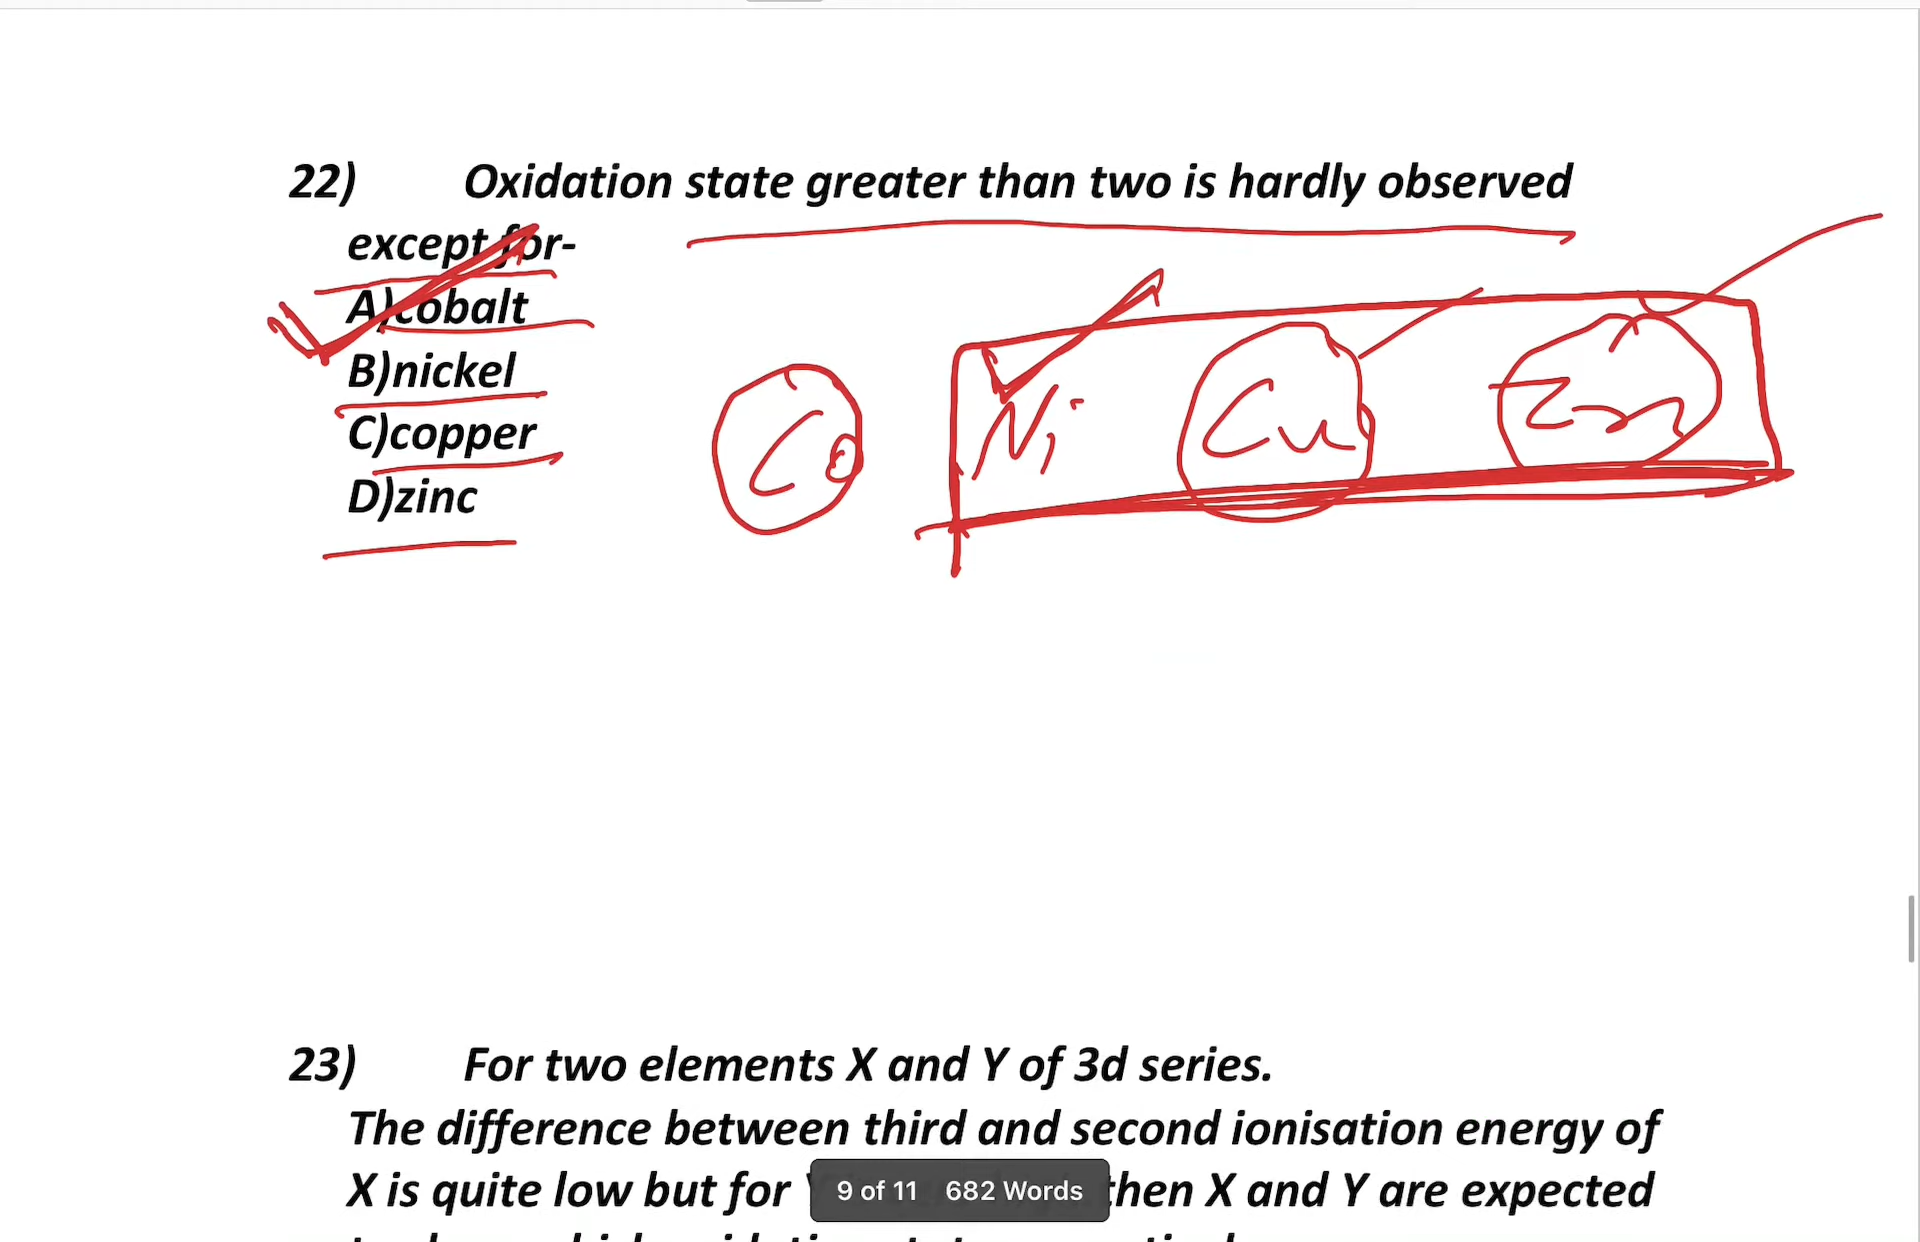 22) Oxidation state greater than two is hardly observed
except for-
A)cobalt
B)nickel
C)copper
D)zinc
Co Ni Cu Zn
23) For two elements X and Y of 3d series.
The difference between third and second ionisation energy of
X is quite low but for then X and Y are expected
9 of 11 682 Words